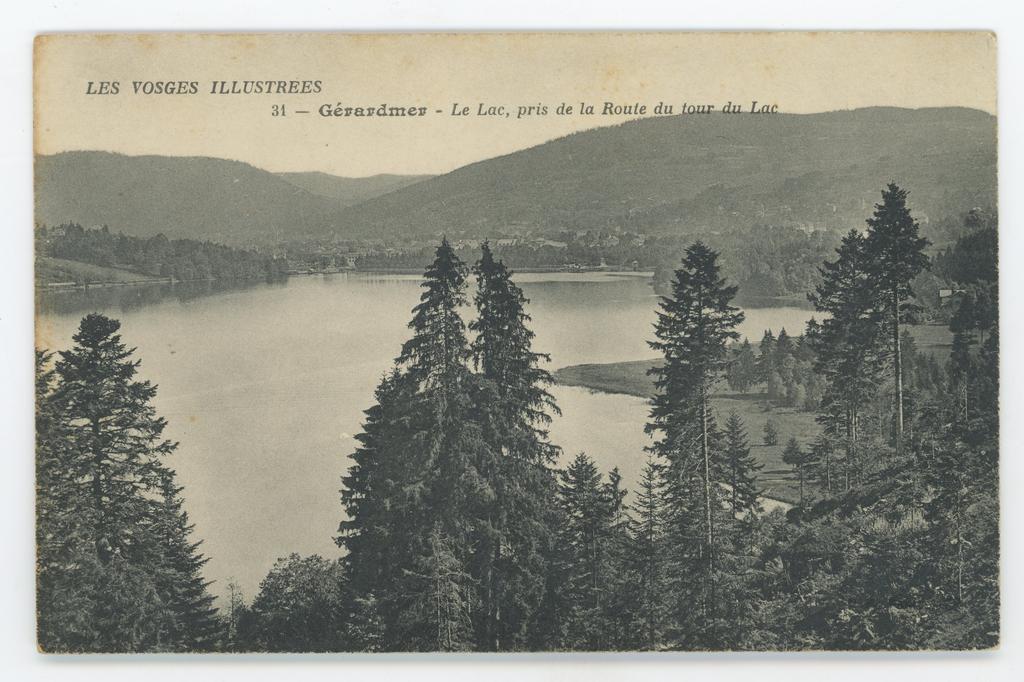 LES VOSGES ILLUSTREES
31 — Gérardmer - Le Lac, pris de la Route du tour du Lac